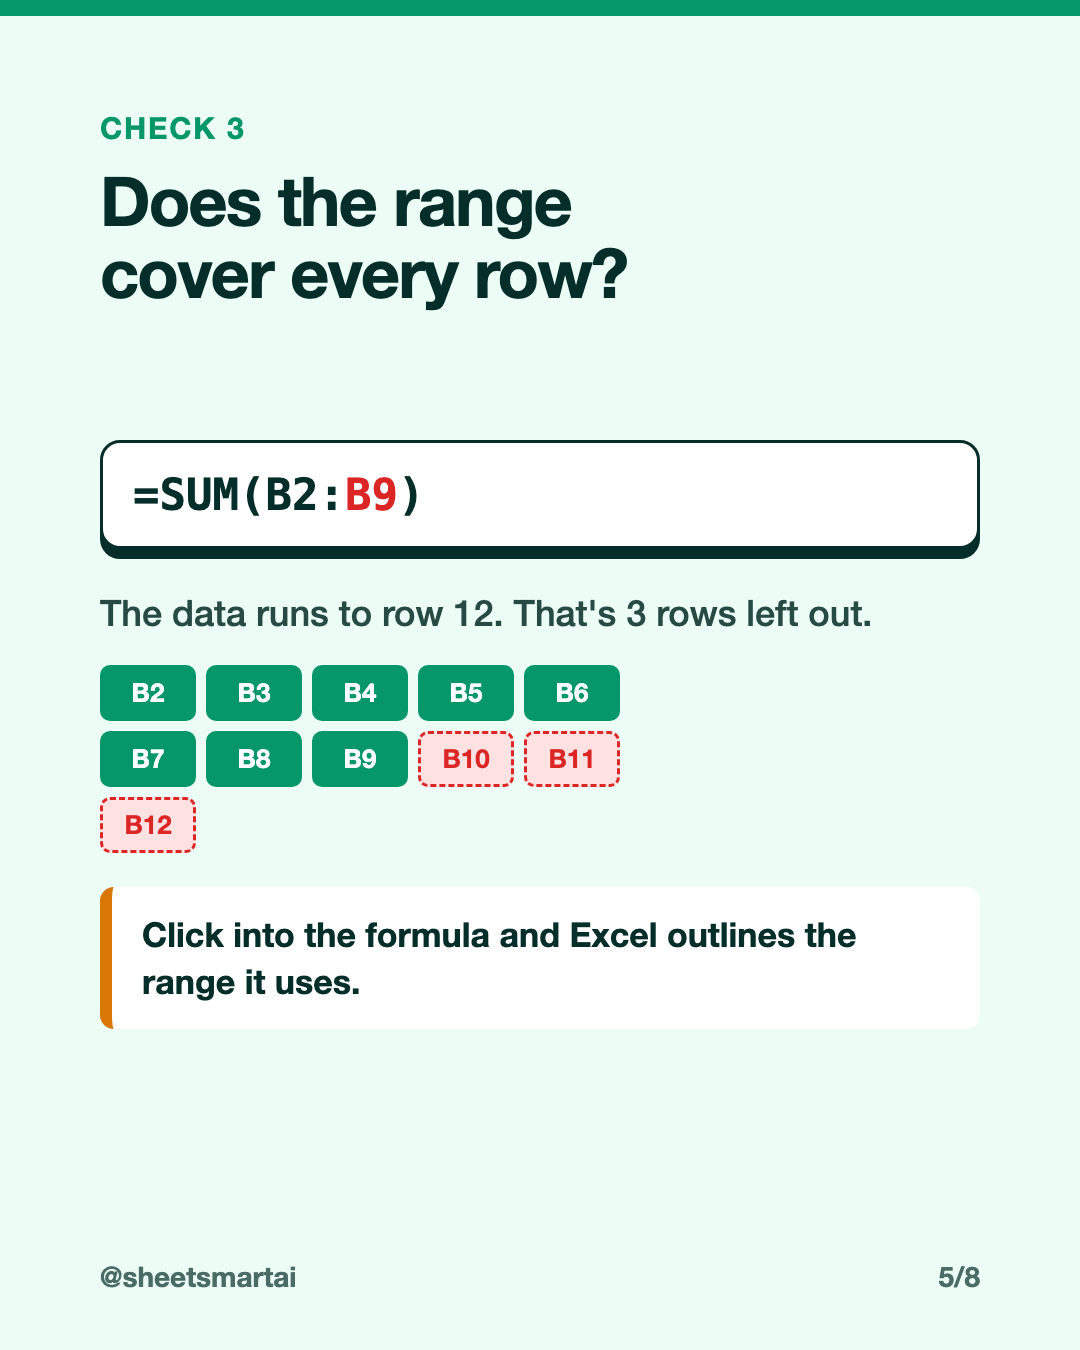 CHECK 3
Does the range
cover every row?
=SUM(B2:B9)
The data runs to row 12. That's 3 rows left out.
B2 B3 B4 B5 B6
B7 B8 B9 B10 B11
B12
Click into the formula and Excel outlines the
range it uses.
@sheetsmartai 5/8